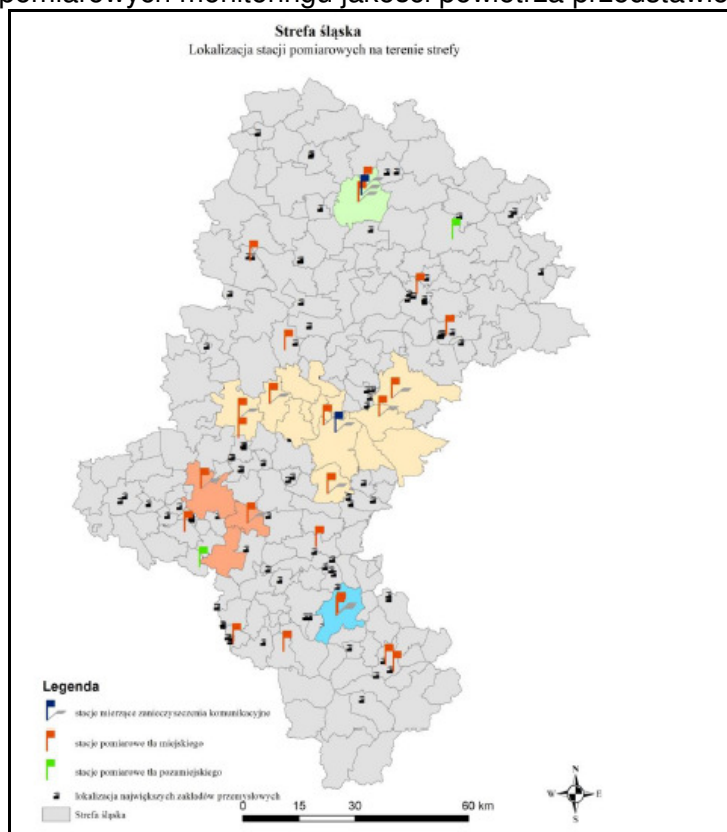 pomiarowych monitoringu jakości powietrza przedstawio
Strefa śląska
Lokalizacja stacji pomiarowych na terenie strefy
Legenda
stacje mierzące zanieczyszczenia komunikacyjne
stacje pomiarowe tła miejskiego
stacje pomiarowe tła pozamiejskiego
lokalizacja największych zakładów przemysłowych
Strefa śląska
0 15 30 60 km
N
W E
S